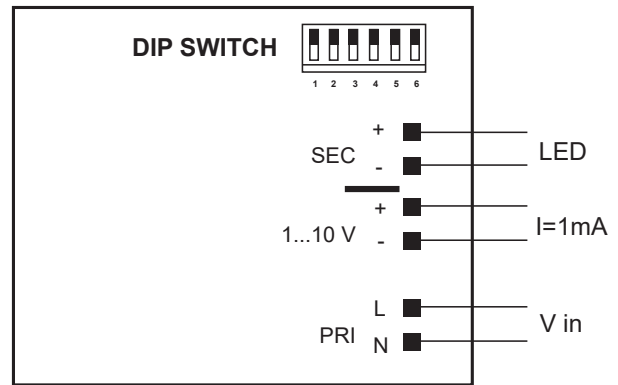 DIP SWITCH
1 2 3 4 5 6
+
SEC
LED
-
+
1...10 V
I=1mA
-
L
PRI
V in
N